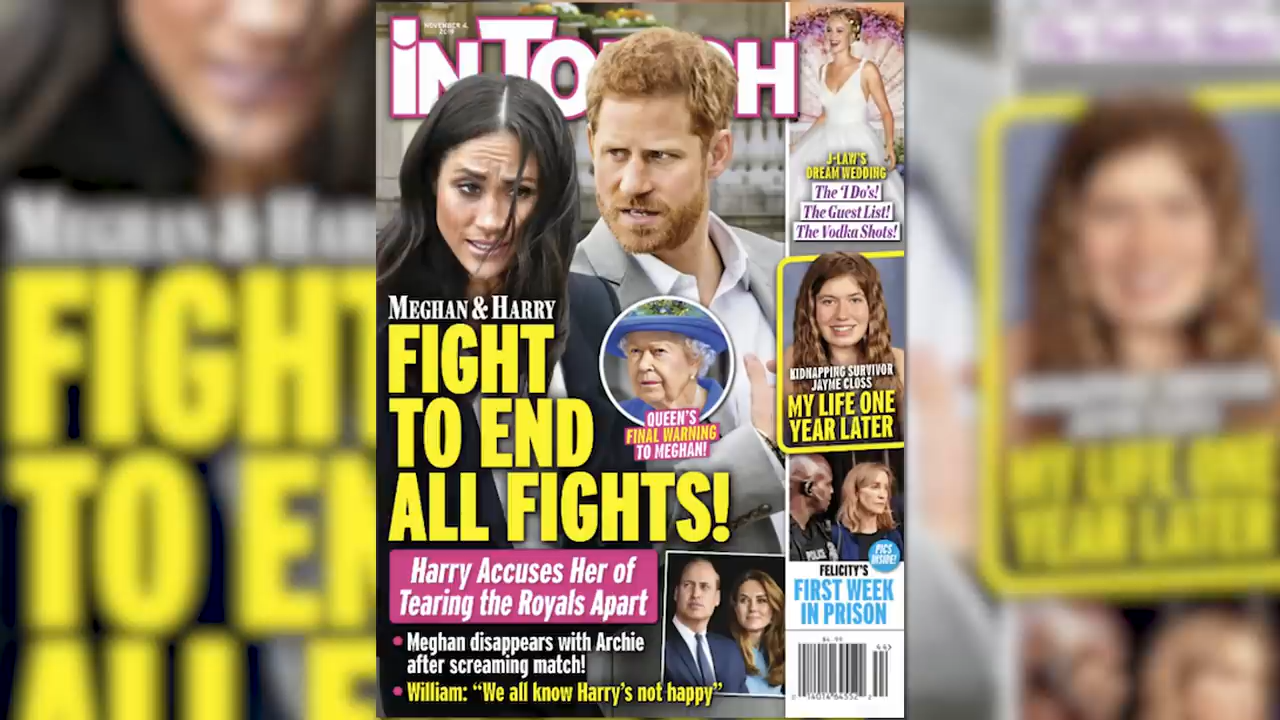 NOVEMBER 4,
INTOUCH
J-LAW'S
DREAM WEDDING
The 'I Do's!
The Guest List!
The Vodka Shots!
KIDNAPPING SURVIVOR
JAYME CLOSS
MY LIFE ONE
YEAR LATER
MEGHAN & HARRY
FIGHT
TO END
ALL FIGHTS!
QUEEN'S
FINAL WARNING
TO MEGHAN!
Harry Accuses Her of
Tearing the Royals Apart
• Meghan disappears with Archie
after screaming match!
• William: “We all know Harry's not happy”
POLICE
PICS
INSIDE!
FELICITY'S
FIRST WEEK
IN PRISON
$4.99
44>
FIGHT
TO EN
MY LIFE ONE
YEAR LATER